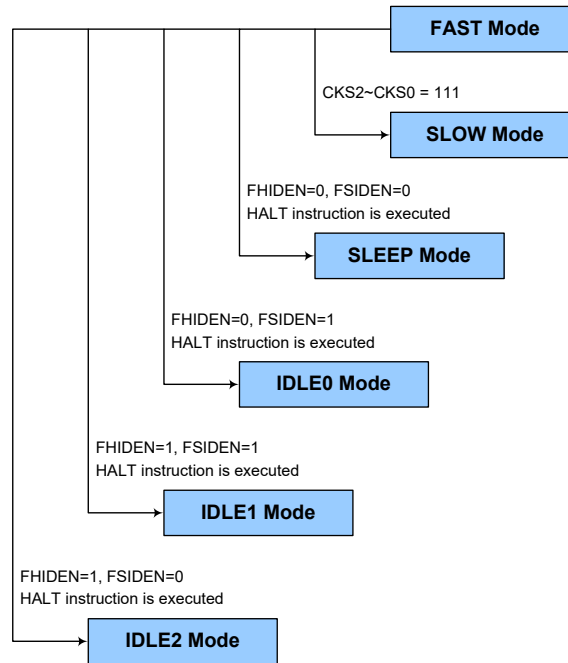 FAST Mode
CKS2~CKS0 = 111
SLOW Mode
FHIDEN=0, FSIDEN=0
HALT instruction is executed
SLEEP Mode
FHIDEN=0, FSIDEN=1
HALT instruction is executed
IDLE0 Mode
FHIDEN=1, FSIDEN=1
HALT instruction is executed
IDLE1 Mode
FHIDEN=1, FSIDEN=0
HALT instruction is executed
IDLE2 Mode